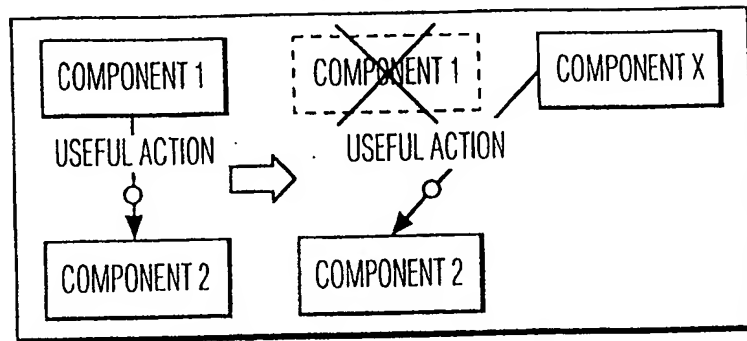 COMPONENT 1
USEFUL ACTION
COMPONENT 2
COMPONENT 1
COMPONENT X
USEFUL ACTION
COMPONENT 2